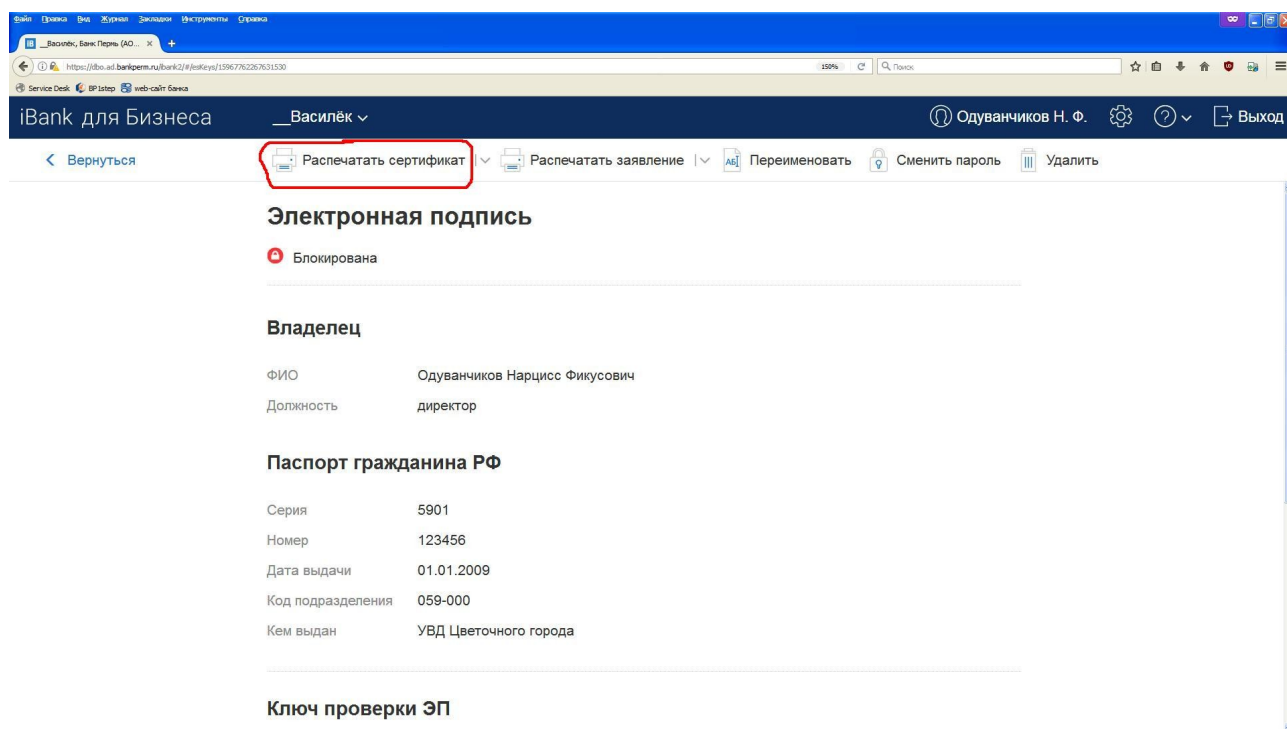 Файл Правка Вид Журнал Закладки Инструменты Справка
__Василёк, Банк Пермь (АО...
https://dbo.ad.bankperm.ru/ibank2/#/esKeys/15967762267631530 150% Поиск
Service Desk BP1step web-сайт банка
iBank для Бизнеса __Василёк Одуванчиков Н. Ф. Выход
Вернуться Распечатать сертификат Распечатать заявление Переименовать Сменить пароль Удалить
Электронная подпись
Блокирована
Владелец
ФИО Одуванчиков Нарцисс Фикусович
Должность директор
Паспорт гражданина РФ
Серия 5901
Номер 123456
Дата выдачи 01.01.2009
Код подразделения 059-000
Кем выдан УВД Цветочного города
Ключ проверки ЭП